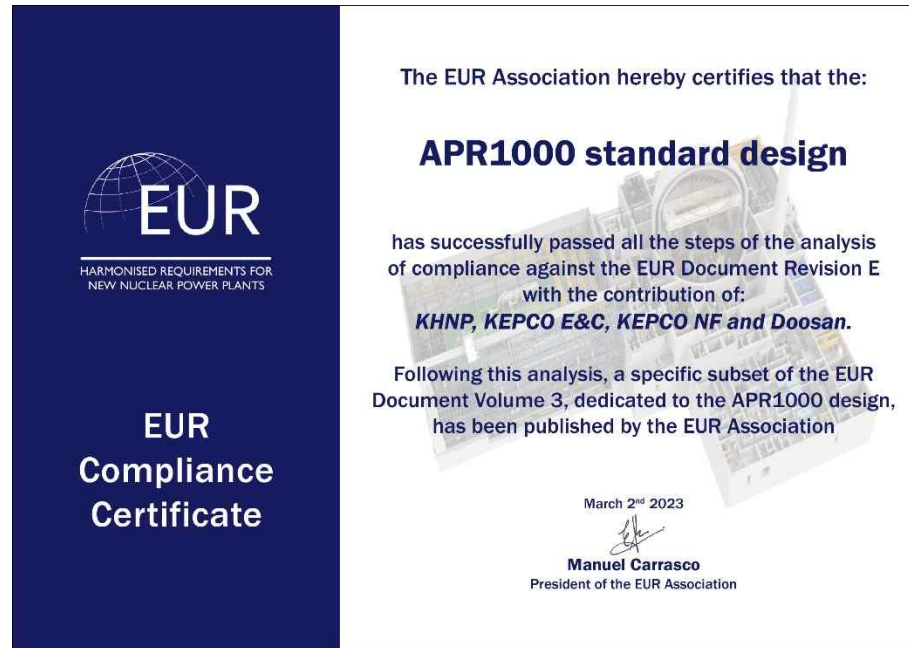 EUR
HARMONISED REQUIREMENTS FOR
NEW NUCLEAR POWER PLANTS
EUR
Compliance
Certificate
The EUR Association hereby certifies that the:
APR1000 standard design
has successfully passed all the steps of the analysis
of compliance against the EUR Document Revision E
with the contribution of:
KHNP, KEPCO E&C, KEPCO NF and Doosan.
Following this analysis, a specific subset of the EUR
Document Volume 3, dedicated to the APR1000 design,
has been published by the EUR Association
March 2nd 2023
Manuel Carrasco
President of the EUR Association